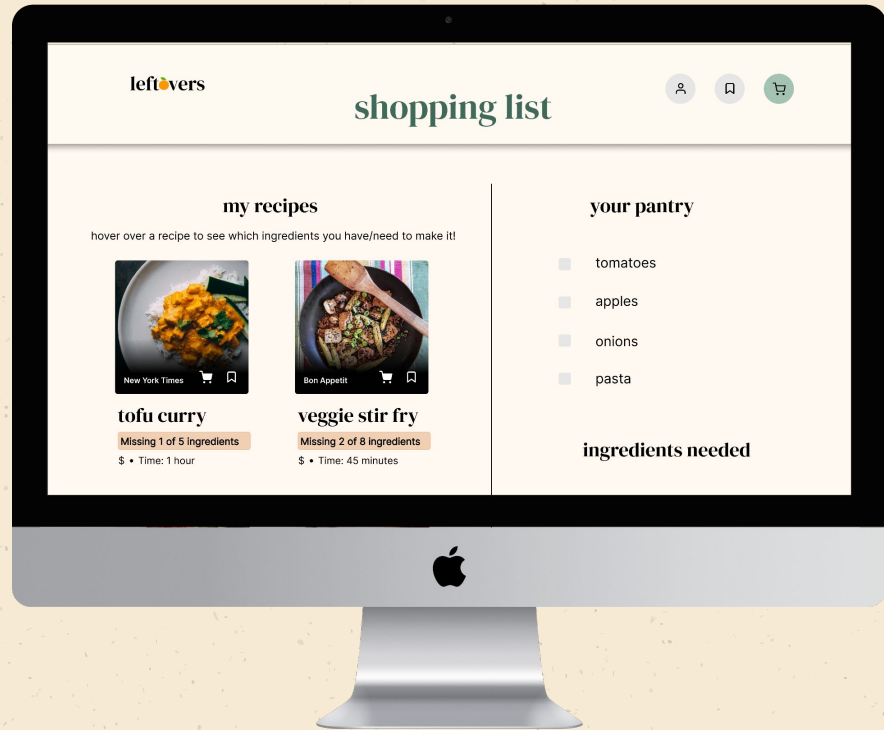 leftovers
shopping list
my recipes
hover over a recipe to see which ingredients you have/need to make it!
New York Times
tofu curry
Missing 1 of 5 ingredients
$ • Time: 1 hour
Bon Appetit
veggie stir fry
Missing 2 of 8 ingredients
$ • Time: 45 minutes
your pantry
tomatoes
apples
onions
pasta
ingredients needed